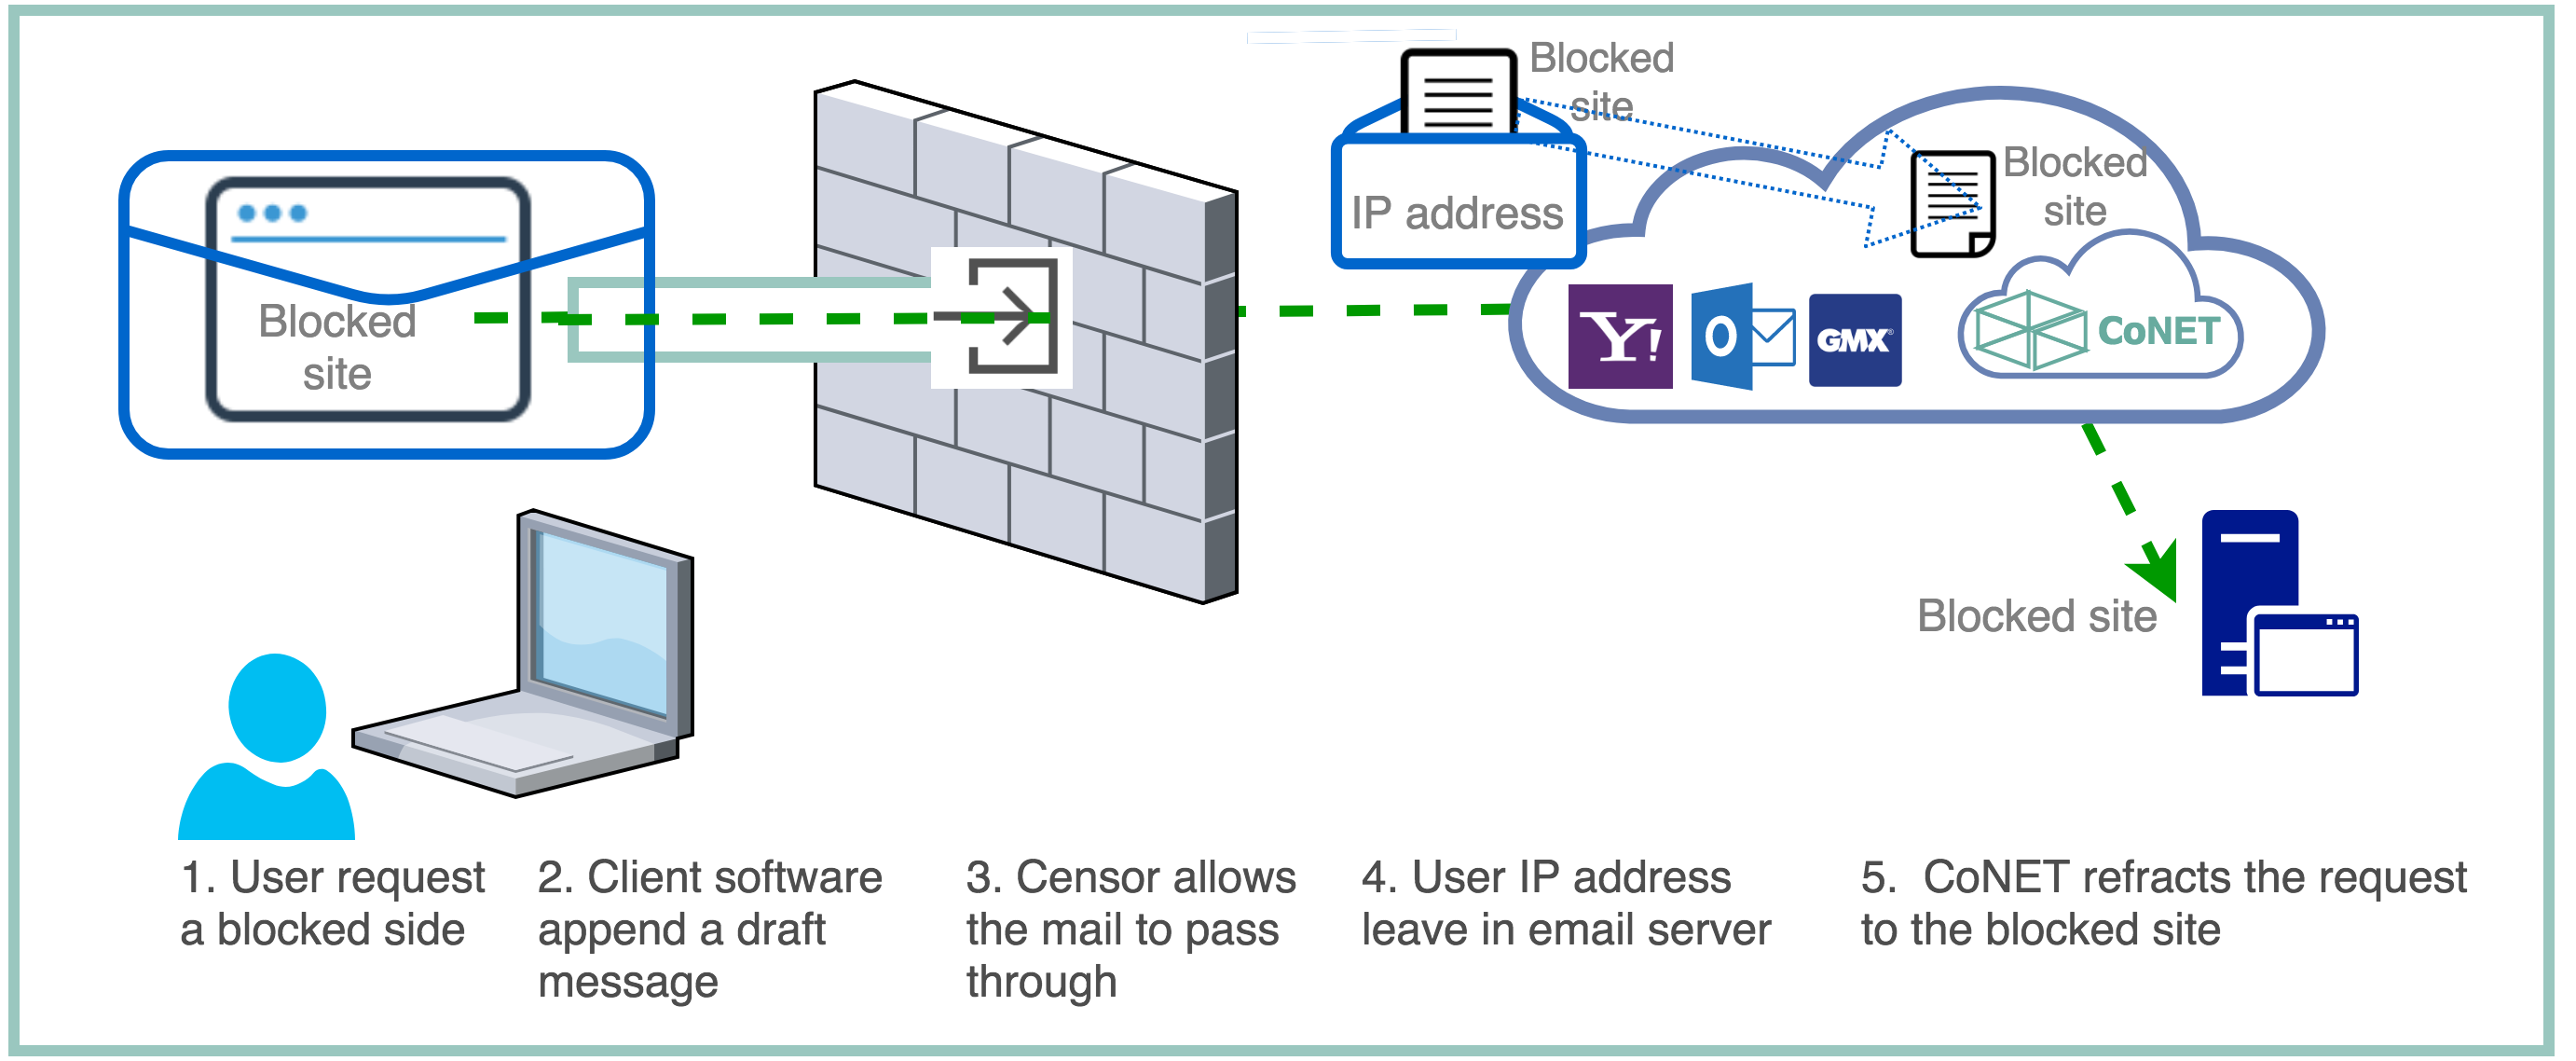 Blocked
site
Blocked
site
IP address
Blocked
site
Y!
O
GMX
CoNET
Blocked site
1. User request
a blocked side
2. Client software
append a draft
message
3. Censor allows
the mail to pass
through
4. User IP address
leave in email server
5. CoNET refracts the request
to the blocked site